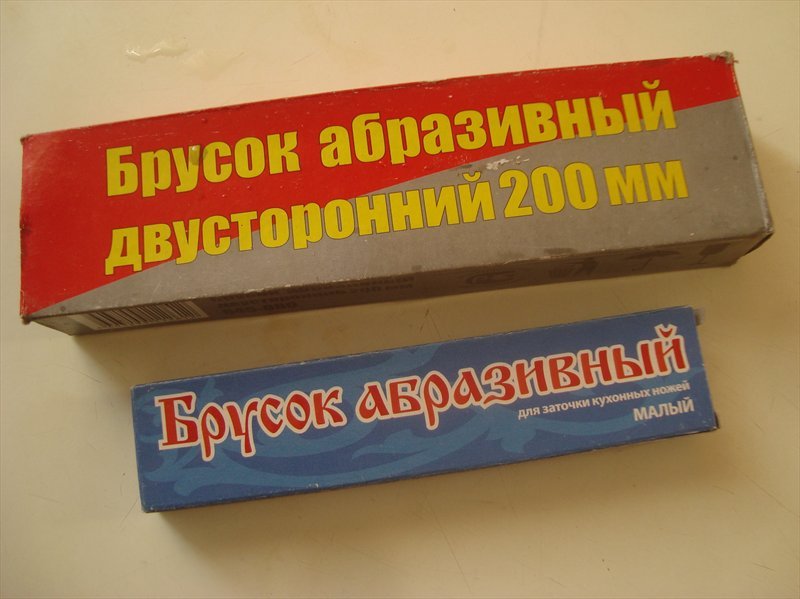 Брусок абразивный
двусторонний 200 мм
Брусок абразивный
для заточки кухонных ножей
МАЛЫЙ